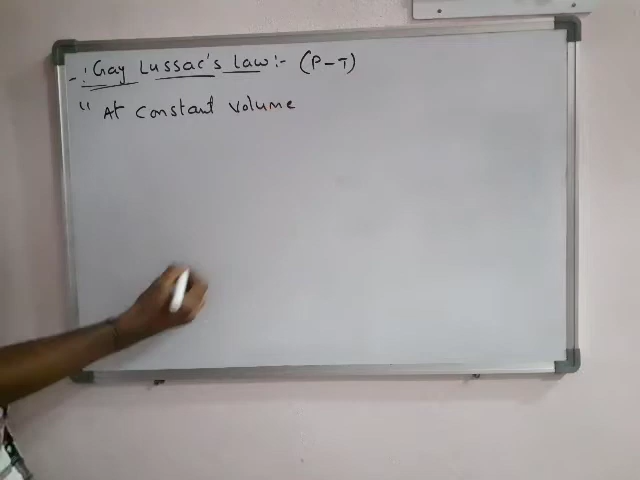 -: Gay Lussac's Law :- (P-T)
" At constant volume